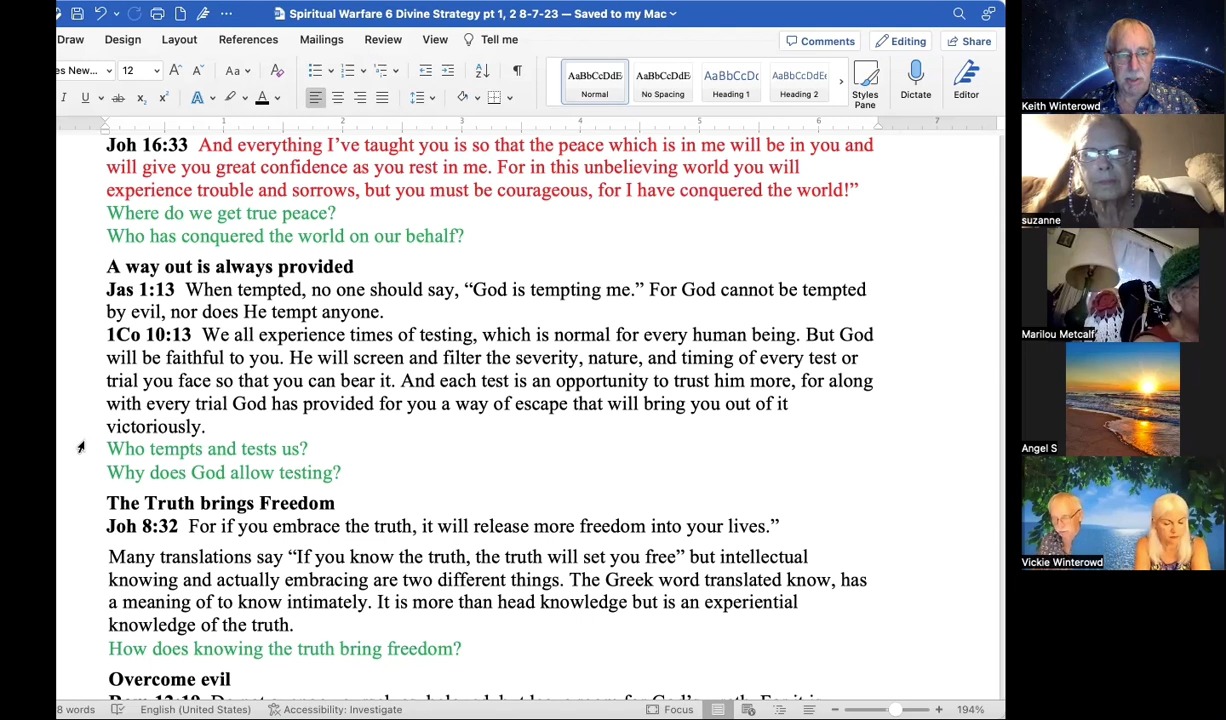 Spiritual Warfare 6 Divine Strategy pt 1, 2 8-7-23 — Saved to my Mac
Draw Design Layout References Mailings Review View Tell me
Comments Editing Share
es New... 12 Aa
AaBbCcDdE AaBbCcDdE AaBbCcDc AaBbCcDdEe
Normal No Spacing Heading 1 Heading 2
Styles Pane Dictate Editor
1 2 3 4 5 6 7
Joh 16:33 And everything I’ve taught you is so that the peace which is in me will be in you and
will give you great confidence as you rest in me. For in this unbelieving world you will
experience trouble and sorrows, but you must be courageous, for I have conquered the world!”
Where do we get true peace?
Who has conquered the world on our behalf?
A way out is always provided
Jas 1:13 When tempted, no one should say, “God is tempting me.” For God cannot be tempted
by evil, nor does He tempt anyone.
1Co 10:13 We all experience times of testing, which is normal for every human being. But God
will be faithful to you. He will screen and filter the severity, nature, and timing of every test or
trial you face so that you can bear it. And each test is an opportunity to trust him more, for along
with every trial God has provided for you a way of escape that will bring you out of it
victoriously.
Who tempts and tests us?
Why does God allow testing?
The Truth brings Freedom
Joh 8:32 For if you embrace the truth, it will release more freedom into your lives.”
Many translations say “If you know the truth, the truth will set you free” but intellectual
knowing and actually embracing are two different things. The Greek word translated know, has
a meaning of to know intimately. It is more than head knowledge but is an experiential
knowledge of the truth.
How does knowing the truth bring freedom?
Overcome evil
8 words English (United States) Accessibility: Investigate Focus 194%
Keith Winterowd
suzanne
Marilou Metcalf
Angel S
Vickie Winterowd